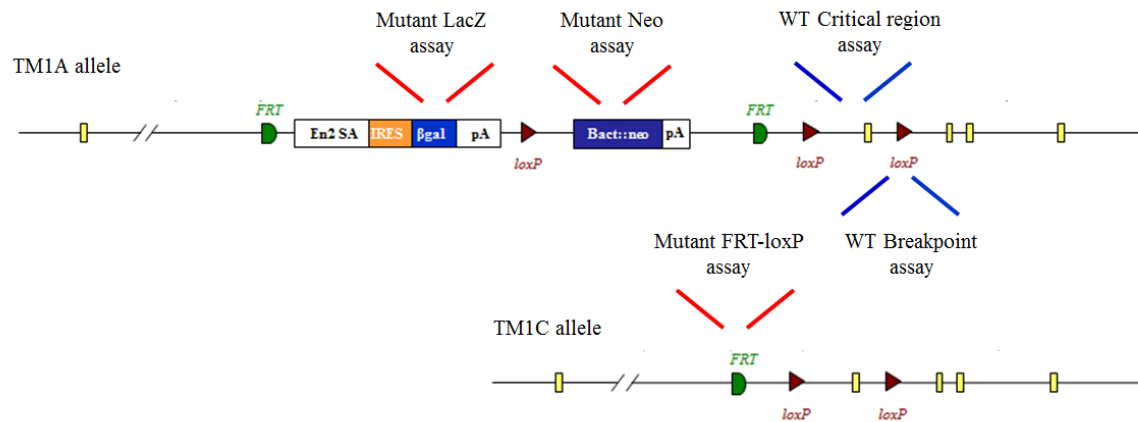 Mutant LacZ
assay
Mutant Neo
assay
WT Critical region
assay
TM1A allele
FRT
FRT
En2 SA
IRES
βgal
pA
Bact::neo
pA
loxP
loxP
loxP
Mutant FRT-loxP
assay
WT Breakpoint
assay
TM1C allele
FRT
loxP
loxP